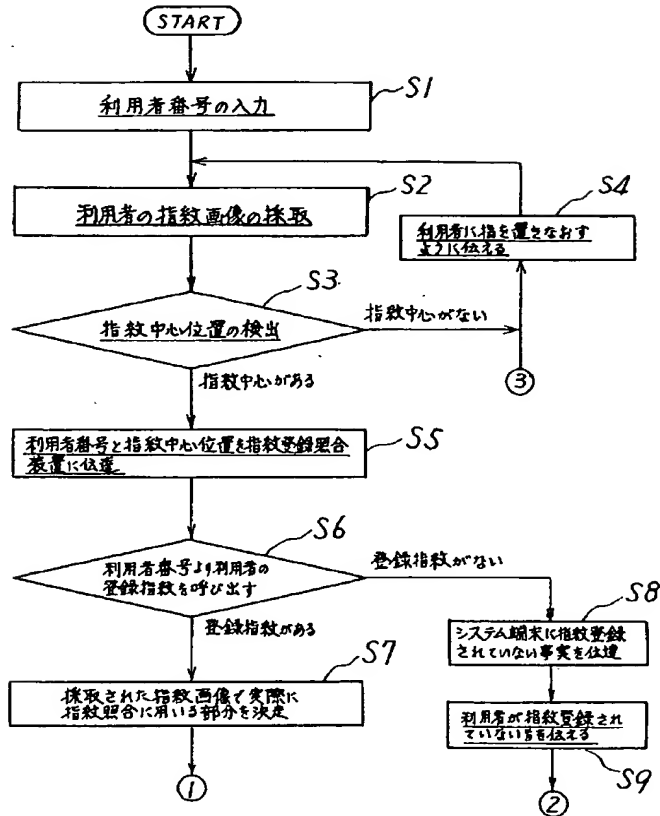 START
S1
利用者番号の入力
S2
利用者の指紋画像の採取
S4
利用者に指を置きなおす
ように伝える
S3
指紋中心位置の検出
指紋中心がない
③
指紋中心がある
S5
利用者番号と指紋中心位置を指紋登録照合
装置に伝達
S6
利用者番号より利用者の
登録指紋を呼び出す
登録指紋がない
登録指紋がある
S8
システム端末に指紋登録
されていない事実を伝達
S7
採取された指紋画像で実際に
指紋照合に用いる部分を決定
利用者が指紋登録され
ていない旨を伝える
S9
①
②